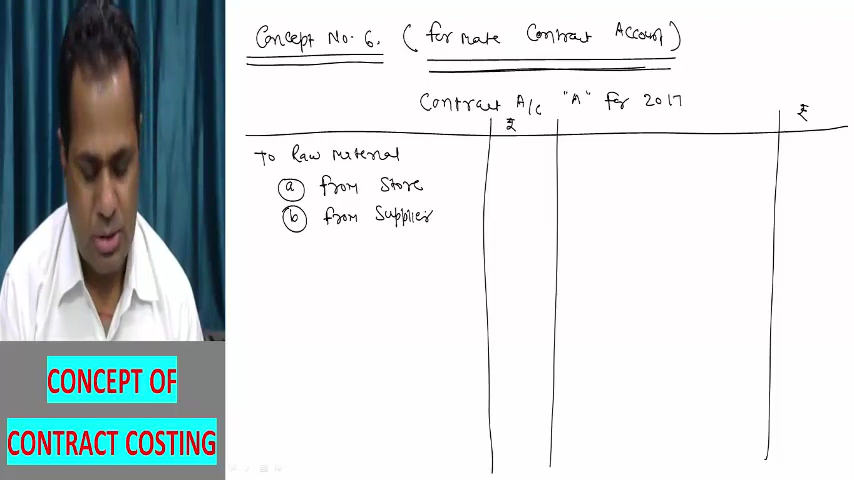 Concept No. 6. (Formate Contract Account)
Contract A/c "A" for 2017
₹ ₹
To Raw Material
a from Store
b from Supplier
CONCEPT OF
CONTRACT COSTING